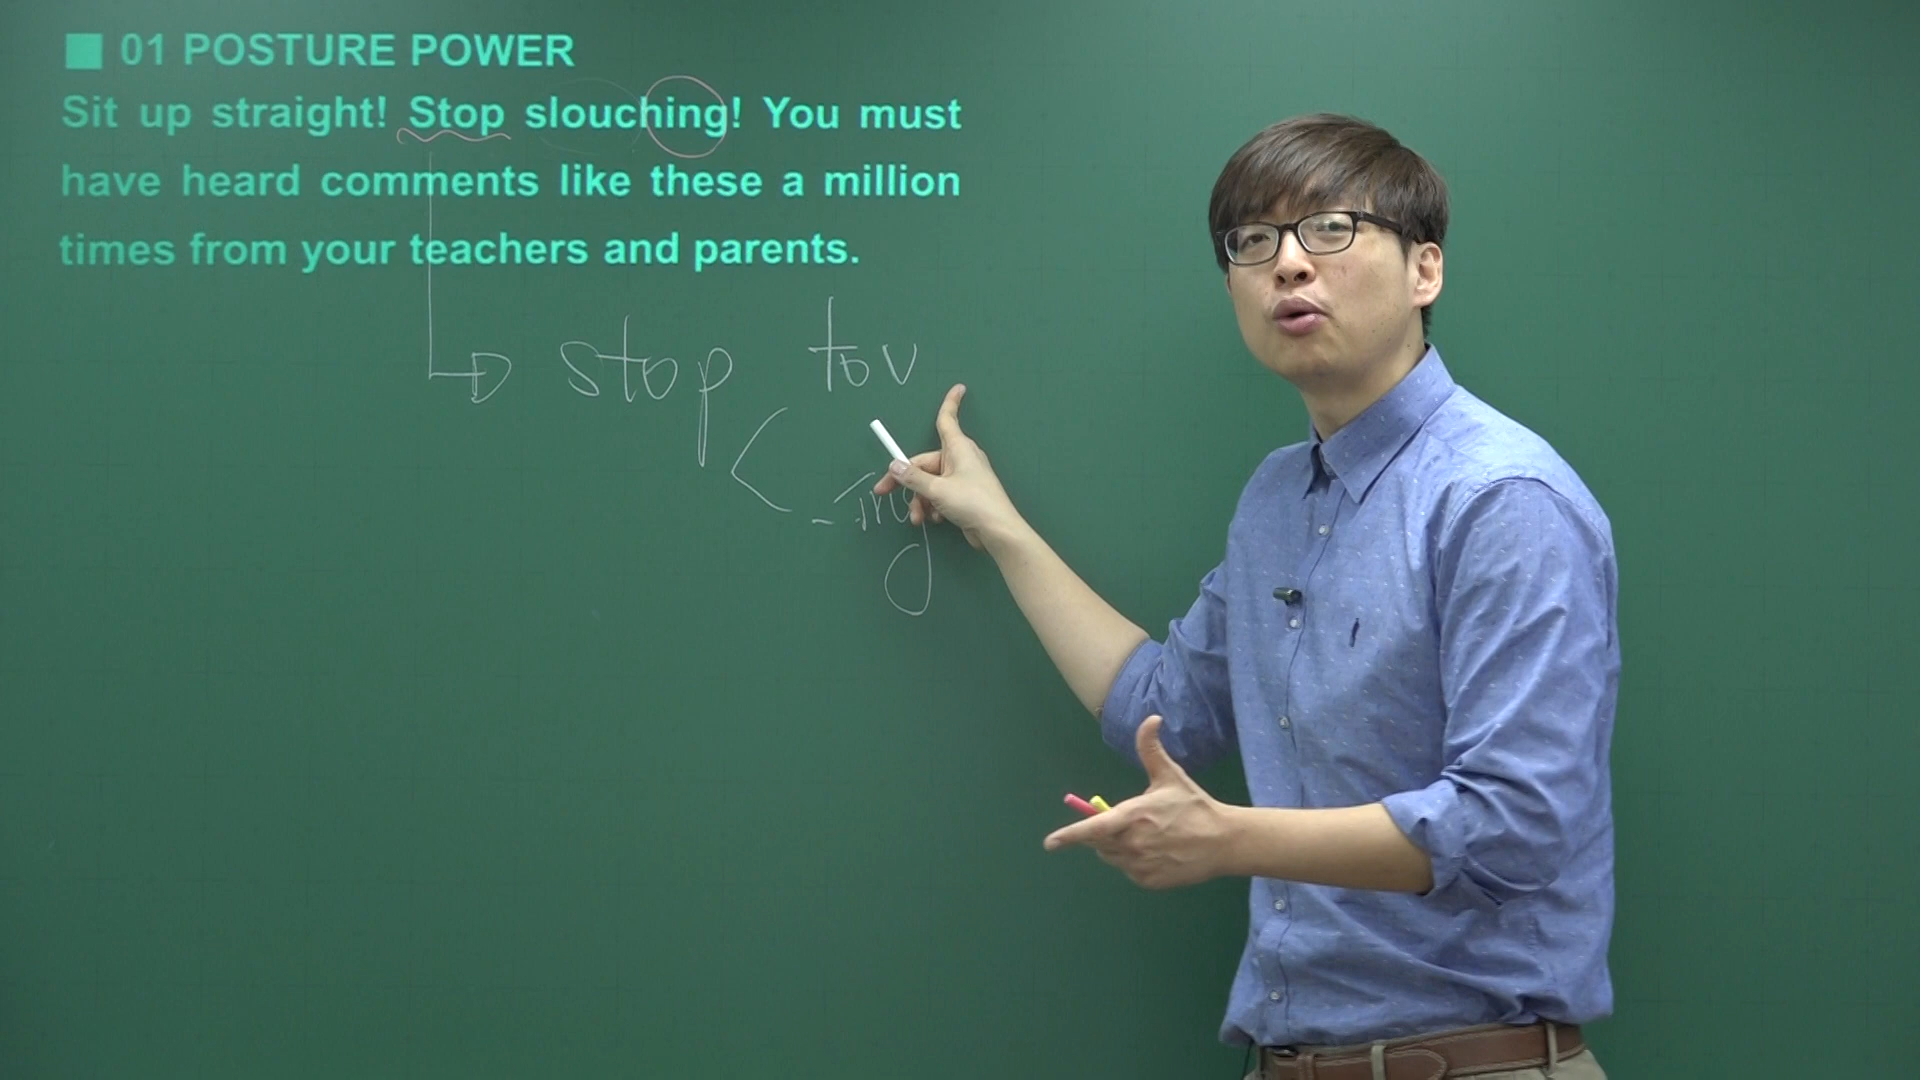 ■ 01 POSTURE POWER
Sit up straight! Stop slouching! You must
have heard comments like these a million
times from your teachers and parents.
stop toV
-ing